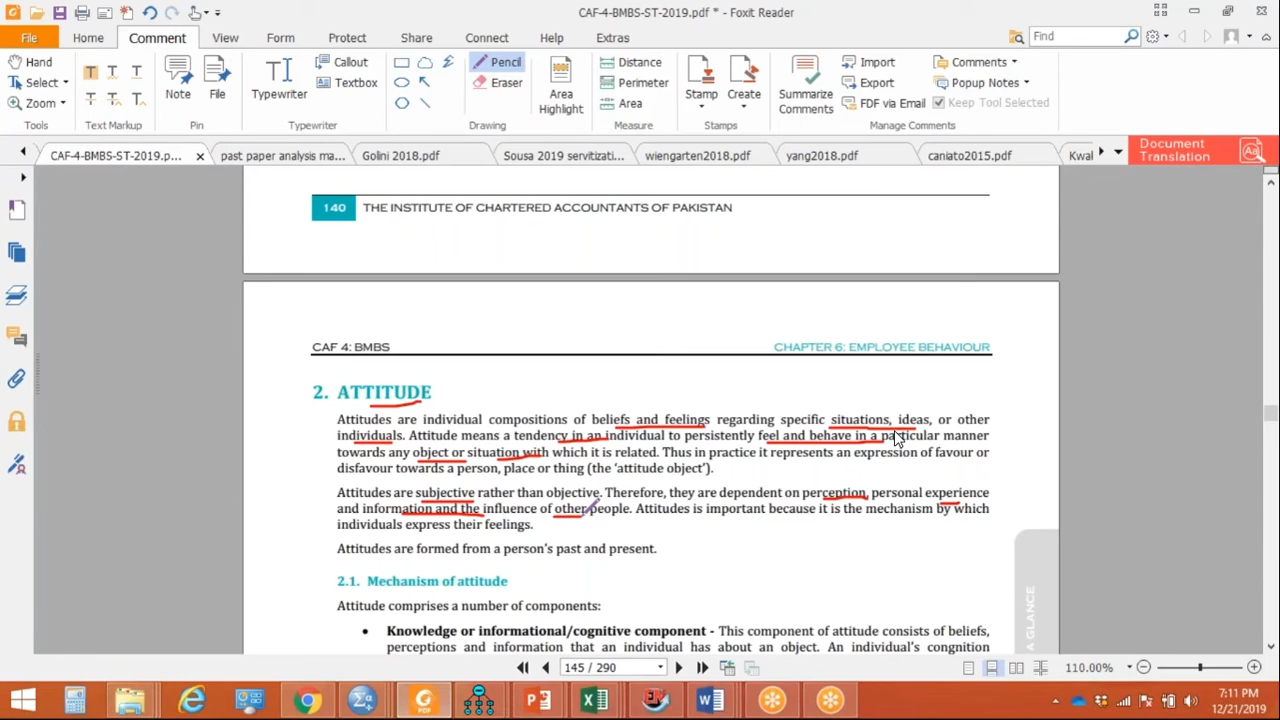 CAF-4-BMBS-ST-2019.pdf * - Foxit Reader
File Home Comment View Form Protect Share Connect Help Extras Find
Hand Select Zoom Tools
Text Markup
Note File Pin
Typewriter Callout Textbox Typewriter
Pencil Eraser Area Highlight Drawing
Distance Perimeter Area Measure
Stamp Create Stamps
Summarize Comments Import Export FDF via Email Comments Popup Notes Keep Tool Selected Manage Comments
CAF-4-BMBS-ST-2019.p... past paper analysis ma... Golini 2018.pdf Sousa 2019 servitizati... wiengarten2018.pdf yang2018.pdf caniato2015.pdf Kwal
Document Translation
140 THE INSTITUTE OF CHARTERED ACCOUNTANTS OF PAKISTAN
CAF 4: BMBS CHAPTER 6: EMPLOYEE BEHAVIOUR
2. ATTITUDE
Attitudes are individual compositions of beliefs and feelings regarding specific situations, ideas, or other
individuals. Attitude means a tendency in an individual to persistently feel and behave in a particular manner
towards any object or situation with which it is related. Thus in practice it represents an expression of favour or
disfavour towards a person, place or thing (the ‘attitude object’).
Attitudes are subjective rather than objective. Therefore, they are dependent on perception, personal experience
and information and the influence of other people. Attitudes is important because it is the mechanism by which
individuals express their feelings.
Attitudes are formed from a person’s past and present.
2.1. Mechanism of attitude
Attitude comprises a number of components:
• Knowledge or informational/cognitive component - This component of attitude consists of beliefs,
perceptions and information that an individual has about an object. An individual’s cognition
A GLANCE
145 / 290 110.00%
7:11 PM
12/21/2019